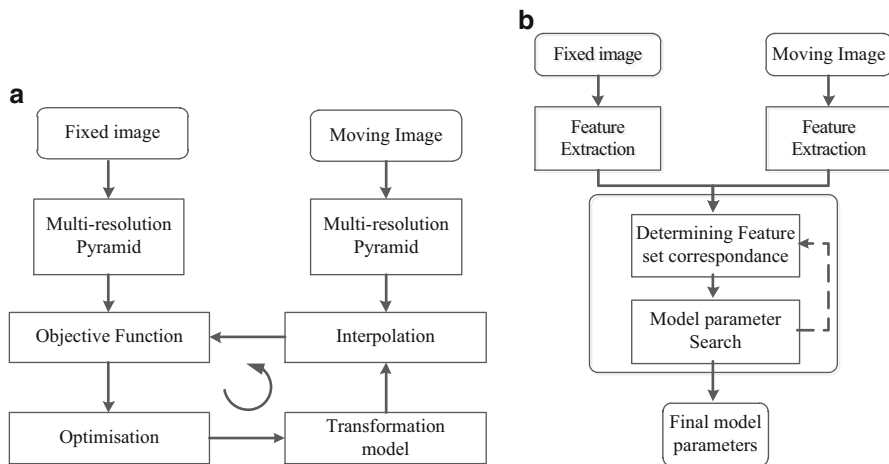 a
Fixed image
Moving Image
Multi-resolution
Pyramid
Multi-resolution
Pyramid
Objective Function
Interpolation
Optimisation
Transformation
model
b
Fixed image
Moving Image
Feature
Extraction
Feature
Extraction
Determining Feature
set correspondance
Model parameter
Search
Final model
parameters